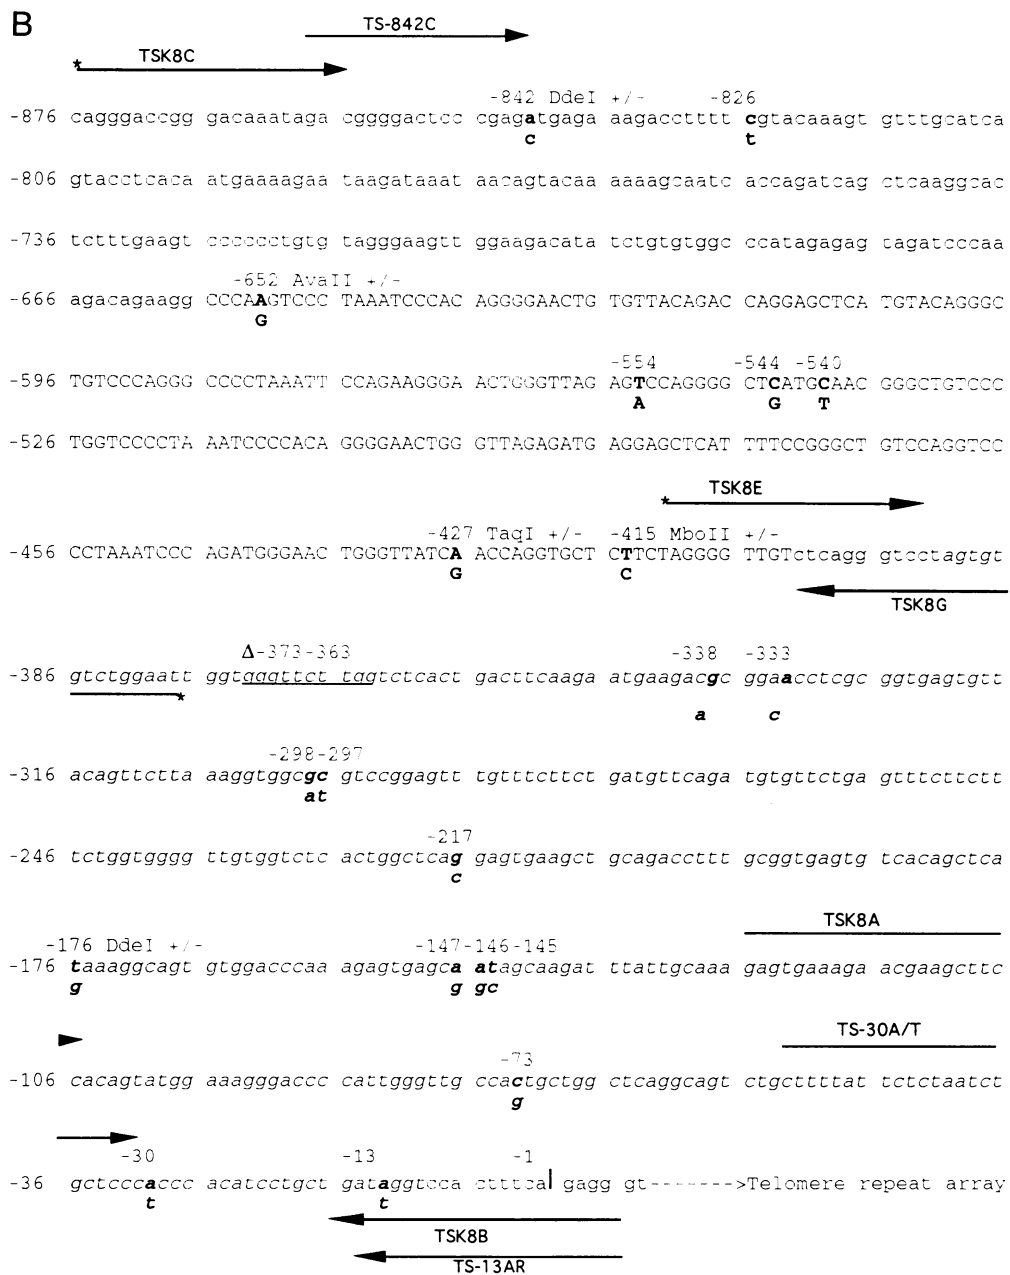 B
TS-842C
* TSK8C
-842 DdeI +/- -826
-876 cagggaccgg gacaaataga cggggactcc cgagatgaga aagacctttt cgtacaaagt gtttgcatca
c t
-806 gtacctcaca atgaaaagaa taagataaat aacagtacaa aaaagcaatc accagatcag ctcaaggcac
-736 tctttgaagt ccccccctgtg tagggaagtt ggaagacata tctgtgtggc ccatagagag tagatcccaa
-652 AvaII +/-
-666 agacagaagg CCCAAGTCCC TAAATCCCAC AGGGGAACTG TGTTACAGAC CAGGAGCTCA TGTACAGGGC
G
-554 -544 -540
-596 TGTCCCAGGG CCCCTAAATT CCAGAAGGGA ACTGGGTTAG AGTCCAGGGG CTCATGCAAC GGGCTGTCCC
A G T
-526 TGGTCCCCTA AATCCCCACA GGGGAACTGG GTTAGAGATG AGGAGCTCAT TTTCCGGGCT GTCCAGGTCC
* TSK8E
-427 TaqI +/- -415 MboII +/-
-456 CCTAAATCCC AGATGGGAAC TGGGTTATCA ACCAGGTGCT CTTCTAGGGG TTGTctcagg gtcctagtgt
G C
TSK8G
Δ-373-363 -338 -333
-386 gtctggaatt ggtgggttctt tagtctcact gacttcaaga atgaagacgc ggaacctcgc ggtgagtgtt
*
a c
-298-297
-316 acagttctta aaggtggcgc gtccggagtt tgtttcttct gatgttcaga tgtgttctga gtttcttctt
at
-217
-246 tctggtgggg ttgtggtctc actggctcag gagtgaagct gcagaccttt gcggtgagtg tcacagctca
c
TSK8A
-176 DdeI +/- -147-146-145
-176 taaaggcagt gtggacccaa agagtgagca atagcaagat ttattgcaaa gagtgaaaga acgaagcttc
g g gc
TS-30A/T
-73
-106 cacagtatgg aaagggaccc cattgggttg ccactgctgg ctcaggcagt ctgcttttat tctctaatct
g
-30 -13 -1
-36 gctcccaccc acatcctgct gataggtcca ctttca| gaggg gt------->Telomere repeat array
t t
TSK8B
TS-13AR